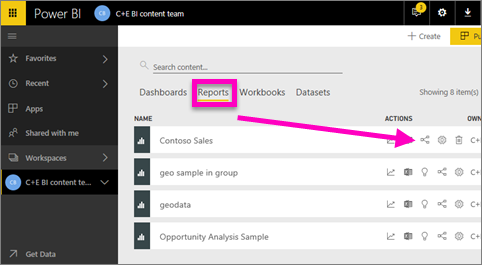 Power BI
CЯ
C+E BI content team
3
Create
Pu
Favorites
Recent
Apps
Shared with me
Workspaces
C+E BI content te...
Get Data
Search content...
Dashboards Reports Workbooks Datasets
Showing 8 item(s)
NAME ACTIONS OWN
Contoso Sales C+
geo sample in group C+
geodata C+
Opportunity Analysis Sample C+